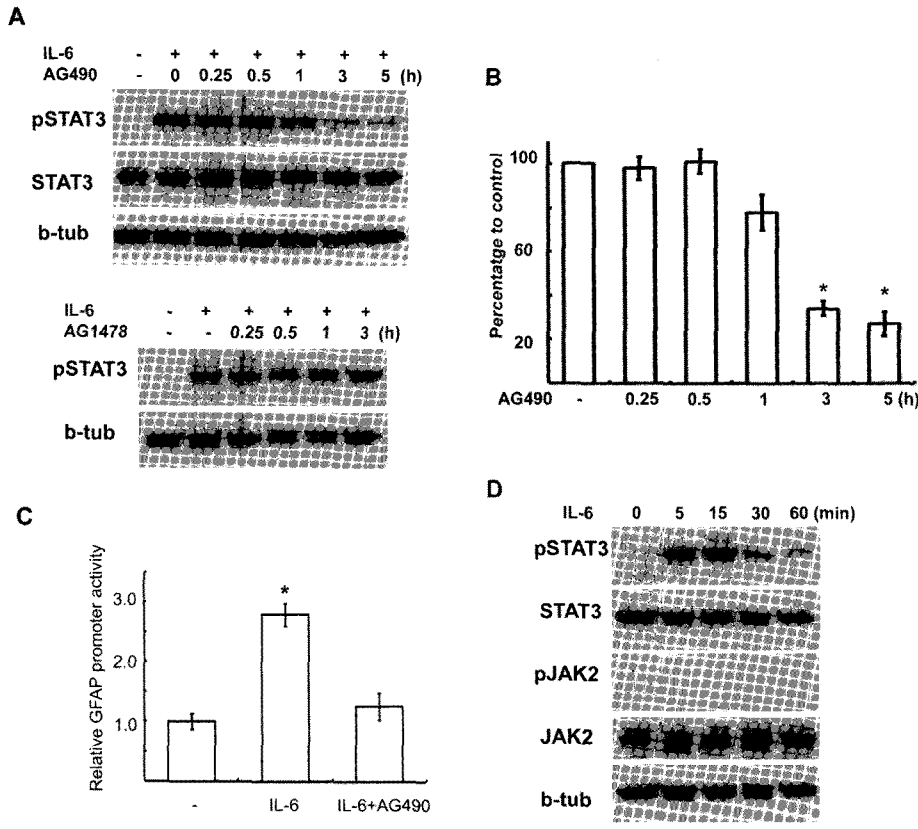 A
IL-6 - + + + + + +
AG490 - 0 0.25 0.5 1 3 5 (h)
pSTAT3
STAT3
b-tub
IL-6 - + + + + +
AG1478 - - 0.25 0.5 1 3 (h)
pSTAT3
b-tub
B
Percentatge to control
100
60
20
AG490 - 0.25 0.5 1 3 5 (h)
* *
C
Relative GFAP promoter activity
3.0
2.0
1.0
*
- IL-6 IL-6+AG490
D
IL-6 0 5 15 30 60 (min)
pSTAT3
STAT3
pJAK2
JAK2
b-tub